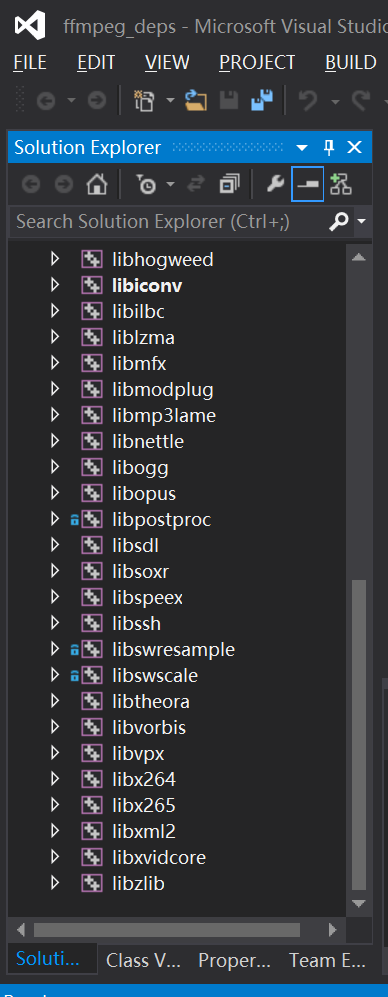 ffmpeg_deps - Microsoft Visual Studio
FILE EDIT VIEW PROJECT BUILD
Solution Explorer
Search Solution Explorer (Ctrl+;)
libhogweed
libiconv
libilbc
liblzma
libmfx
libmodplug
libmp3lame
libnettle
libogg
libopus
libpostproc
libsdl
libsoxr
libspeex
libssh
libswresample
libswscale
libtheora
libvorbis
libvpx
libx264
libx265
libxml2
libxvidcore
libzlib
Soluti... Class V... Proper... Team E...